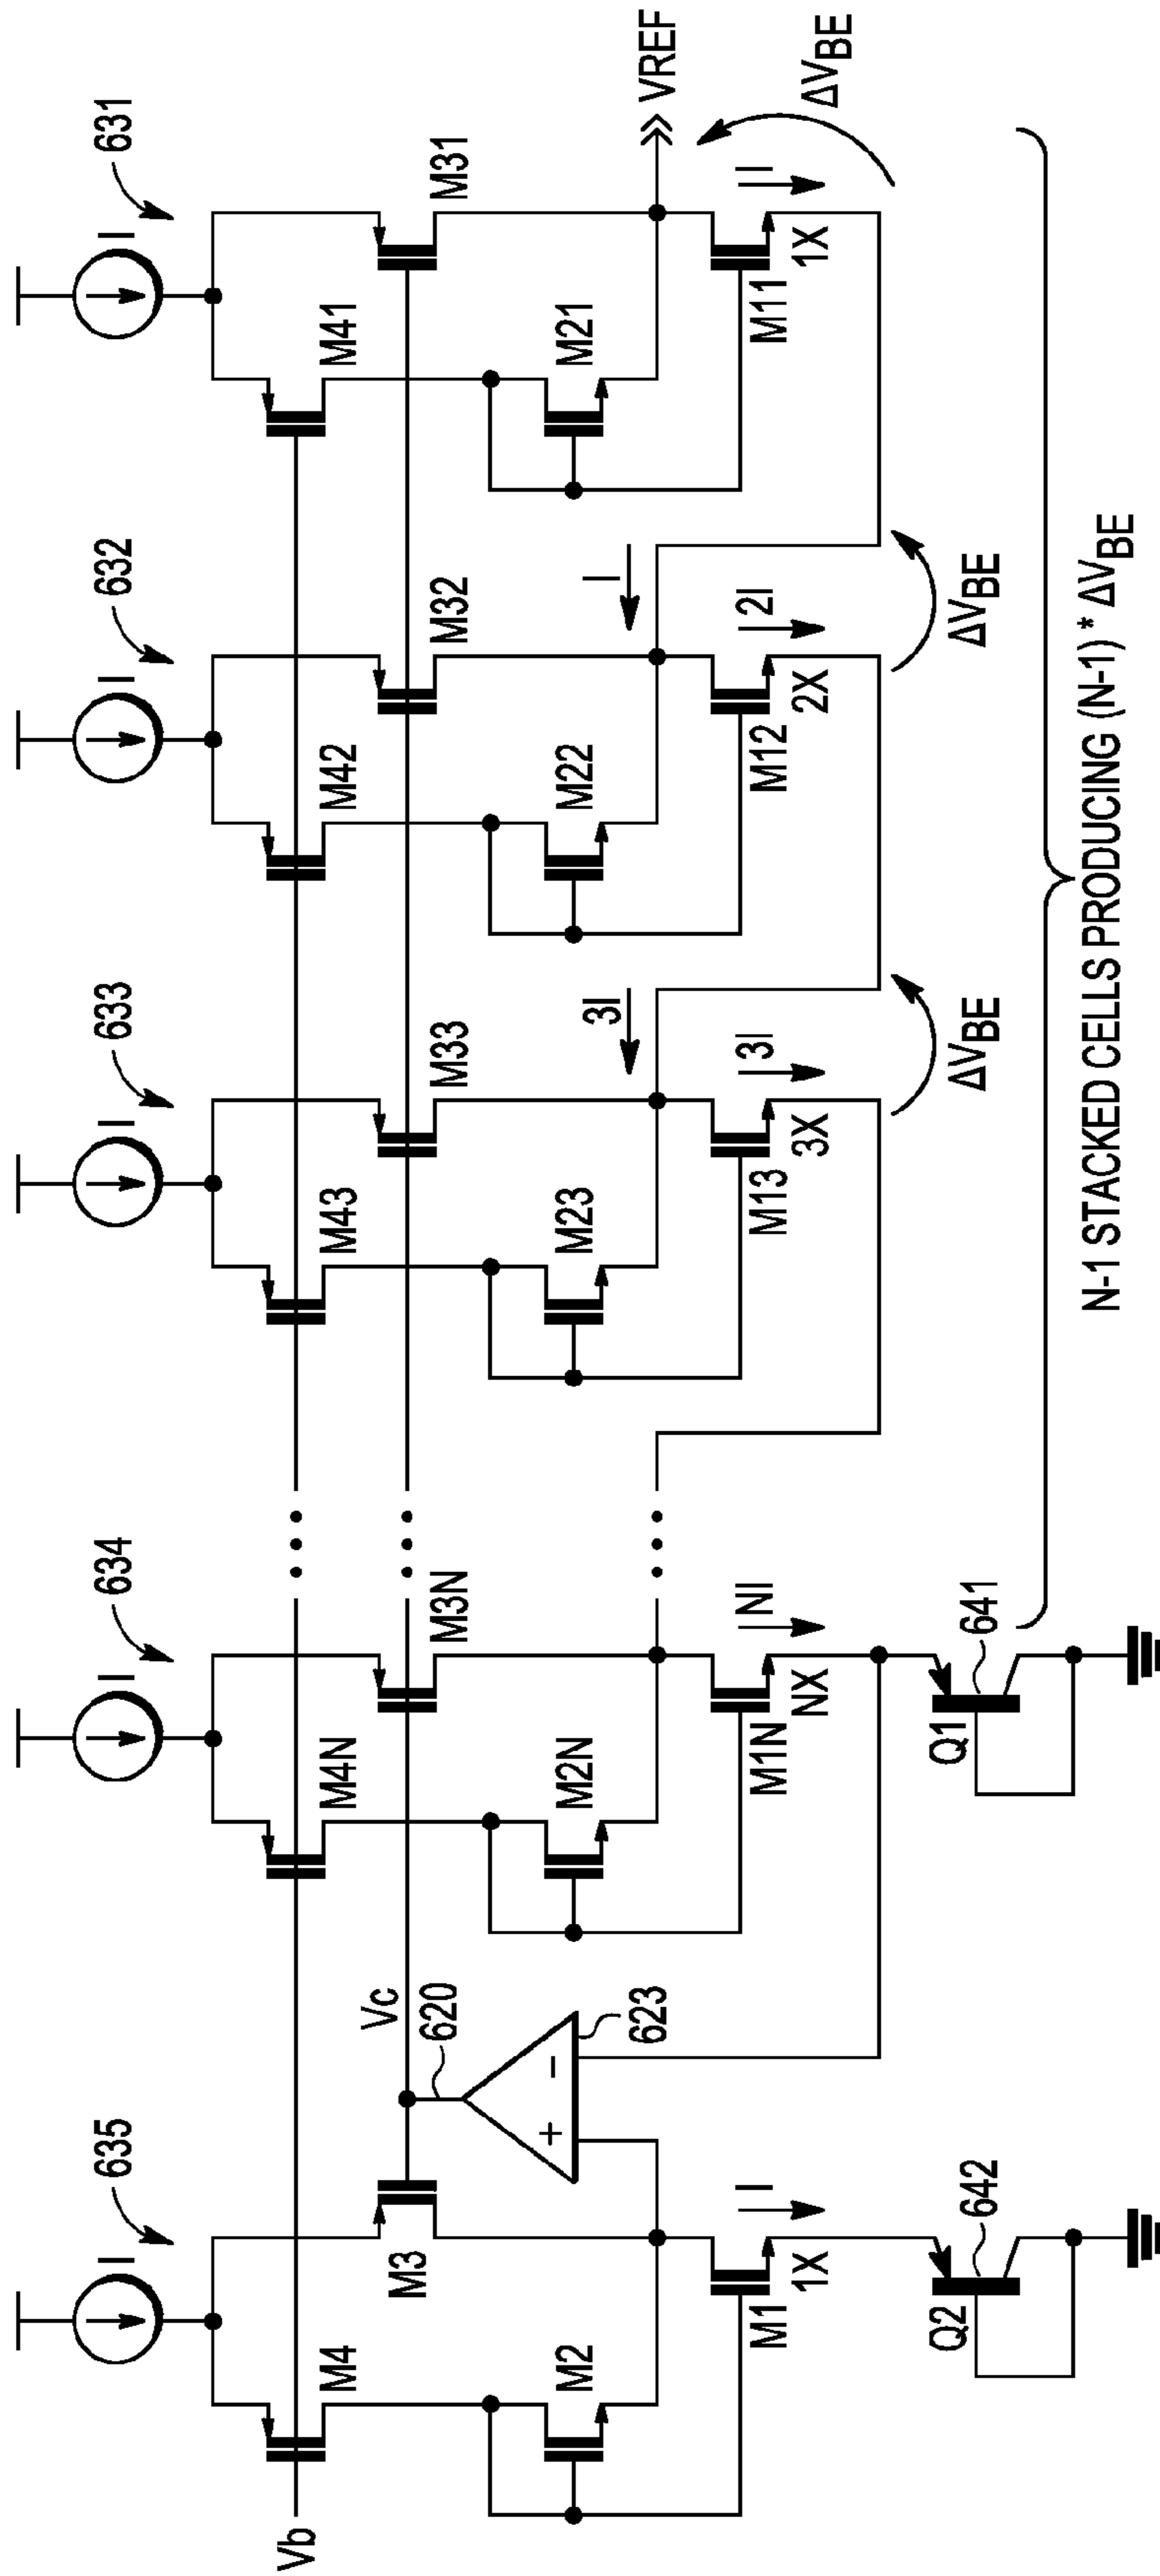 635
634
633
632
631
I
I
I
I
I
Vb
M4
M4N
M43
M42
M41
M3
Vc
M3N
M33
M32
M31
620
623
+
-
M2
M2N
M23
M22
M21
3I
I
VREF
M1
1X
I
M1N
NX
NI
M13
3X
3I
M12
2X
2I
M11
1X
I
ΔVBE
ΔVBE
ΔVBE
Q2
642
Q1
641
N-1 STACKED CELLS PRODUCING (N-1) * ΔVBE